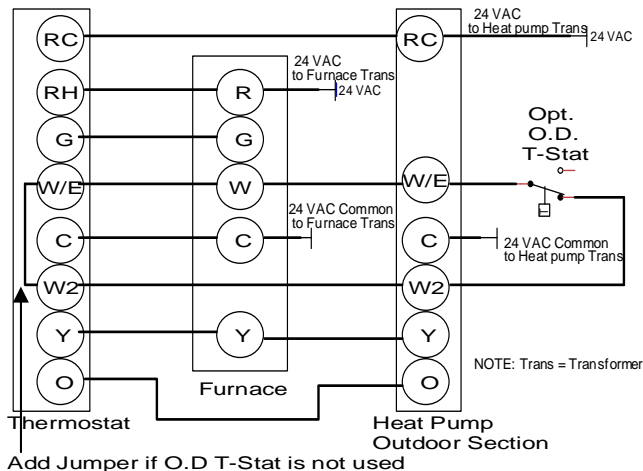 24 VAC
to Heat pump Trans
24 VAC
RC
RC
24 VAC
to Furnace Trans
24 VAC
RH
R
G
G
Opt.
O.D.
T-Stat
W/E
W
W/E
24 VAC Common
to Furnace Trans
C
C
C
24 VAC Common
to Heat pump Trans
W2
W2
Y
Y
Y
NOTE: Trans = Transformer
O
O
Furnace
Thermostat
Heat Pump
Outdoor Section
Add Jumper if O.D T-Stat is not used